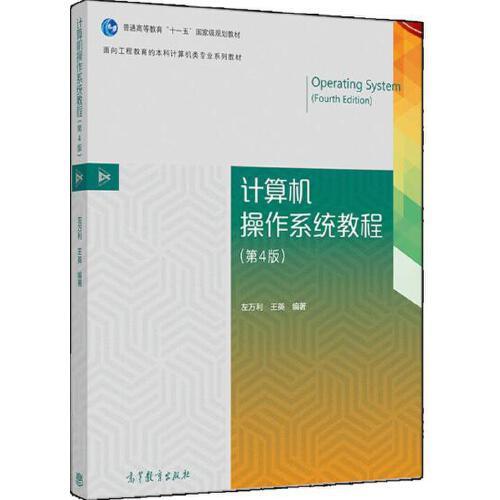 普通高等教育“十一五”国家级规划教材
面向工程教育的本科计算机类专业系列教材
Operating System
(Fourth Edition)
计算机
操作系统教程
(第4版)
左万利 王英 编著
高等教育出版社
计算机操作系统教程(第4版)
左万利 王英 编著